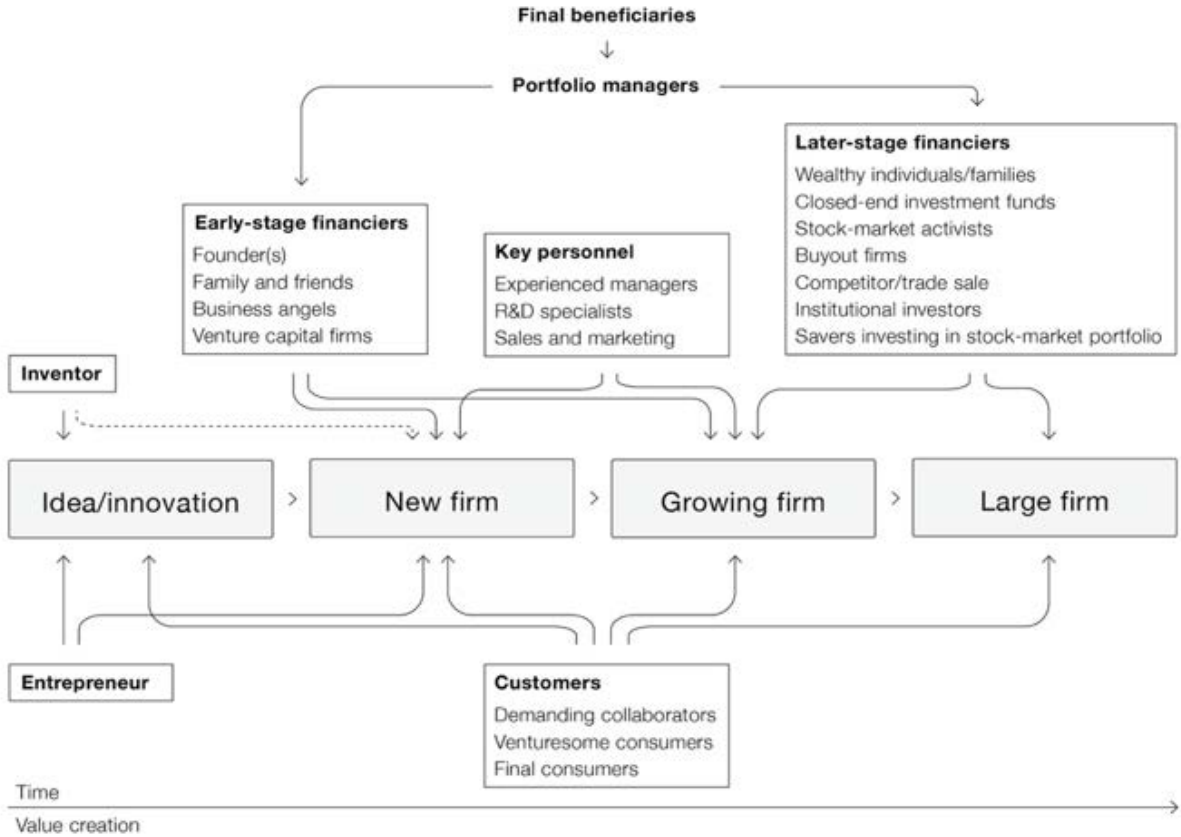 Final beneficiaries
Portfolio managers
Later-stage financiers
Wealthy individuals/families
Closed-end investment funds
Stock-market activists
Buyout firms
Competitor/trade sale
Institutional investors
Savers investing in stock-market portfolio
Early-stage financiers
Founder(s)
Family and friends
Business angels
Venture capital firms
Key personnel
Experienced managers
R&D specialists
Sales and marketing
Inventor
Idea/innovation
New firm
Growing firm
Large firm
Entrepreneur
Customers
Demanding collaborators
Venturesome consumers
Final consumers
Time
Value creation